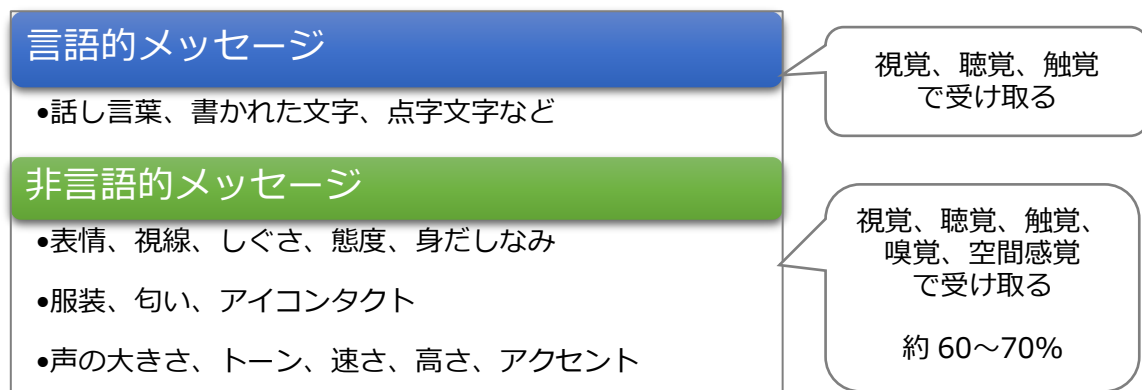 言語的メッセージ
•話し言葉、書かれた文字、点字文字など
視覚、聴覚、触覚
で受け取る
非言語的メッセージ
•表情、視線、しぐさ、態度、身だしなみ
•服装、匂い、アイコンタクト
•声の大きさ、トーン、速さ、高さ、アクセント
視覚、聴覚、触覚、
嗅覚、空間感覚
で受け取る
約 60～70%